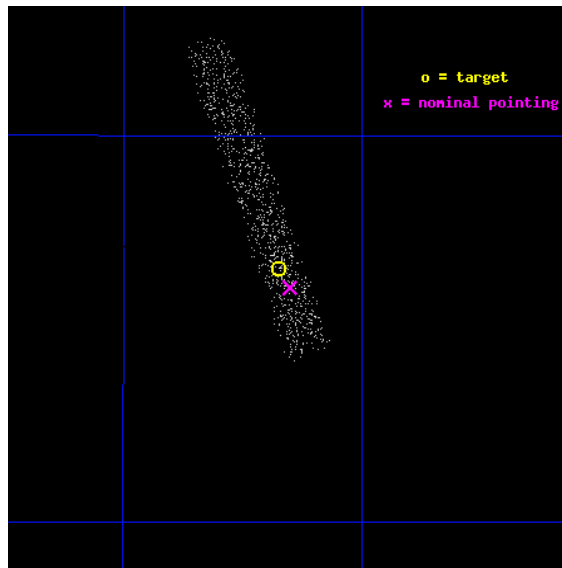 o = target
x = nominal pointing